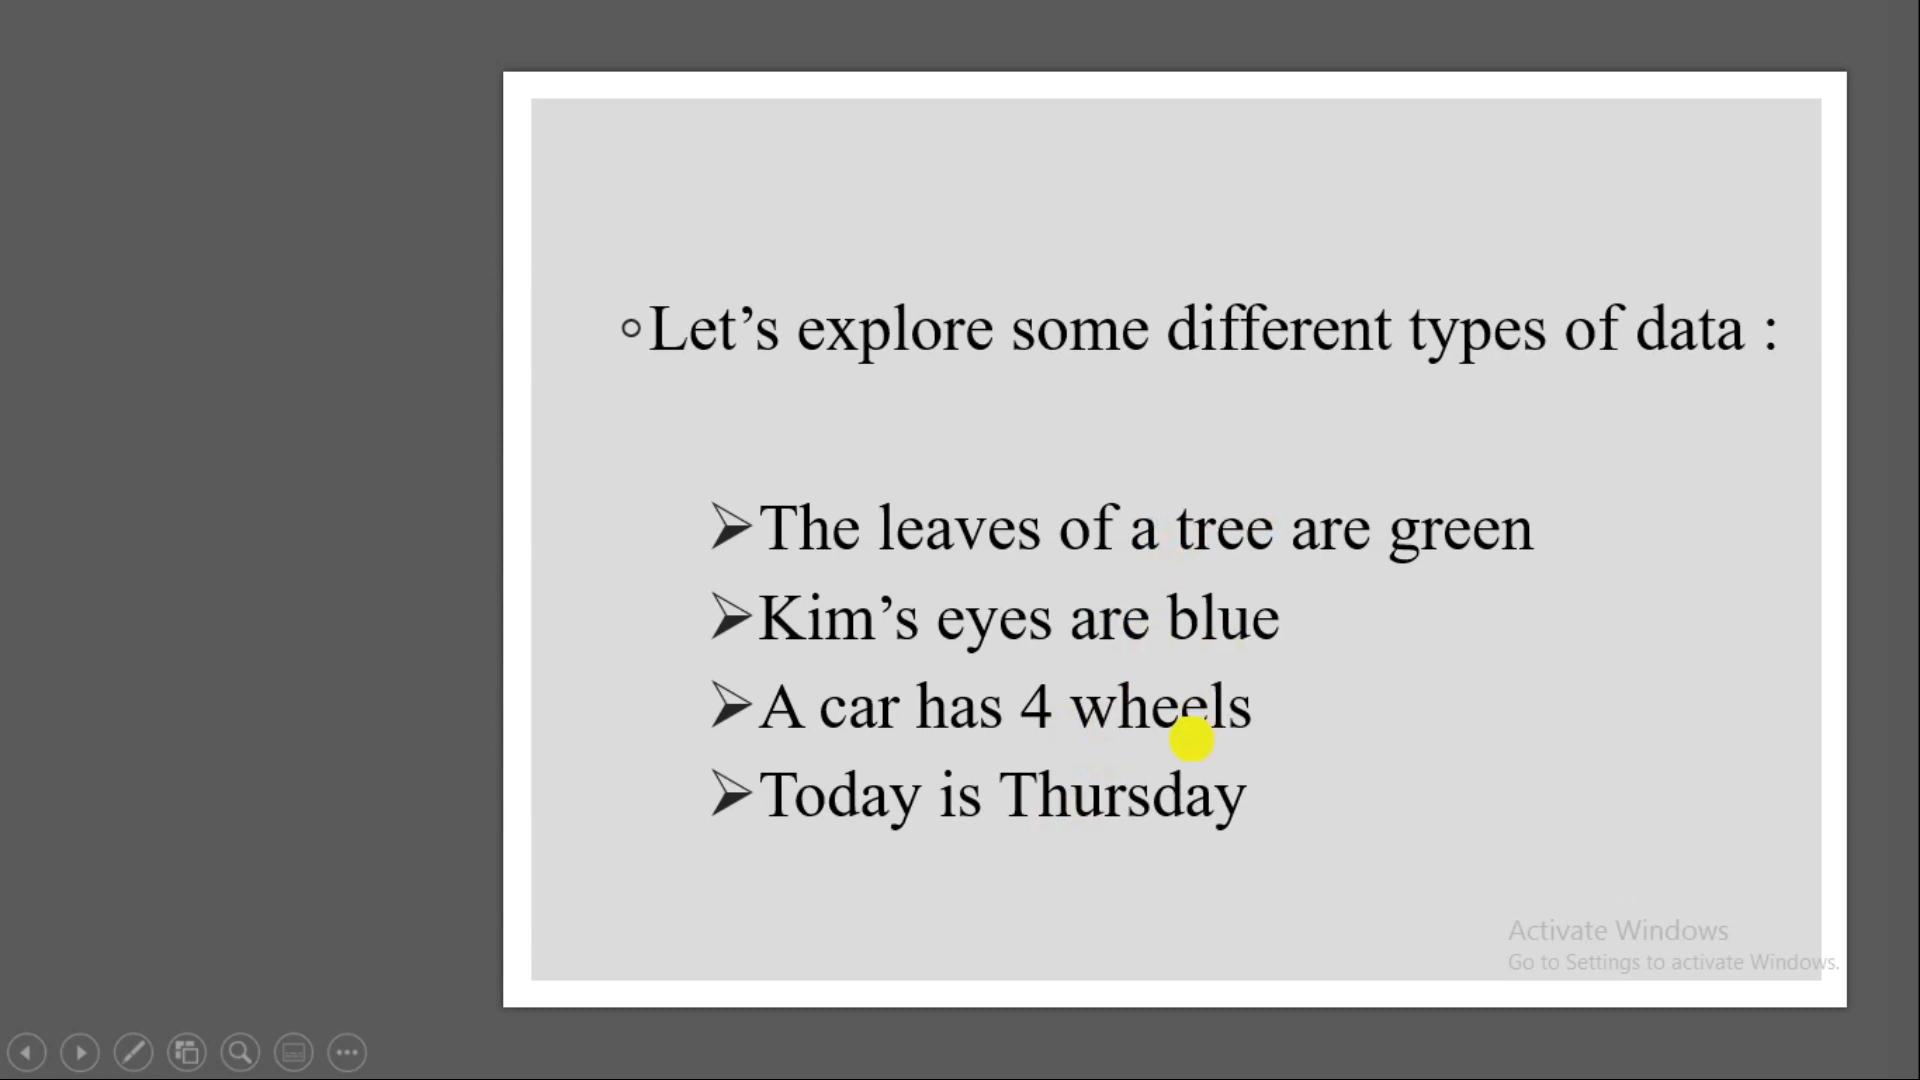 Let’s explore some different types of data :
The leaves of a tree are green
Kim’s eyes are blue
A car has 4 wheels
Today is Thursday
Activate Windows
Go to Settings to activate Windows.